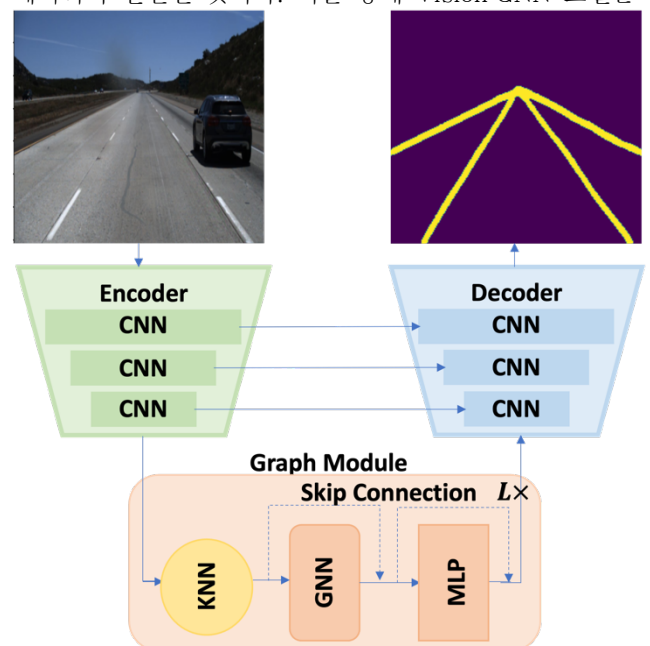 Encoder
CNN
CNN
CNN
Decoder
CNN
CNN
CNN
Graph Module
Skip Connection L×
KNN
GNN
MLP